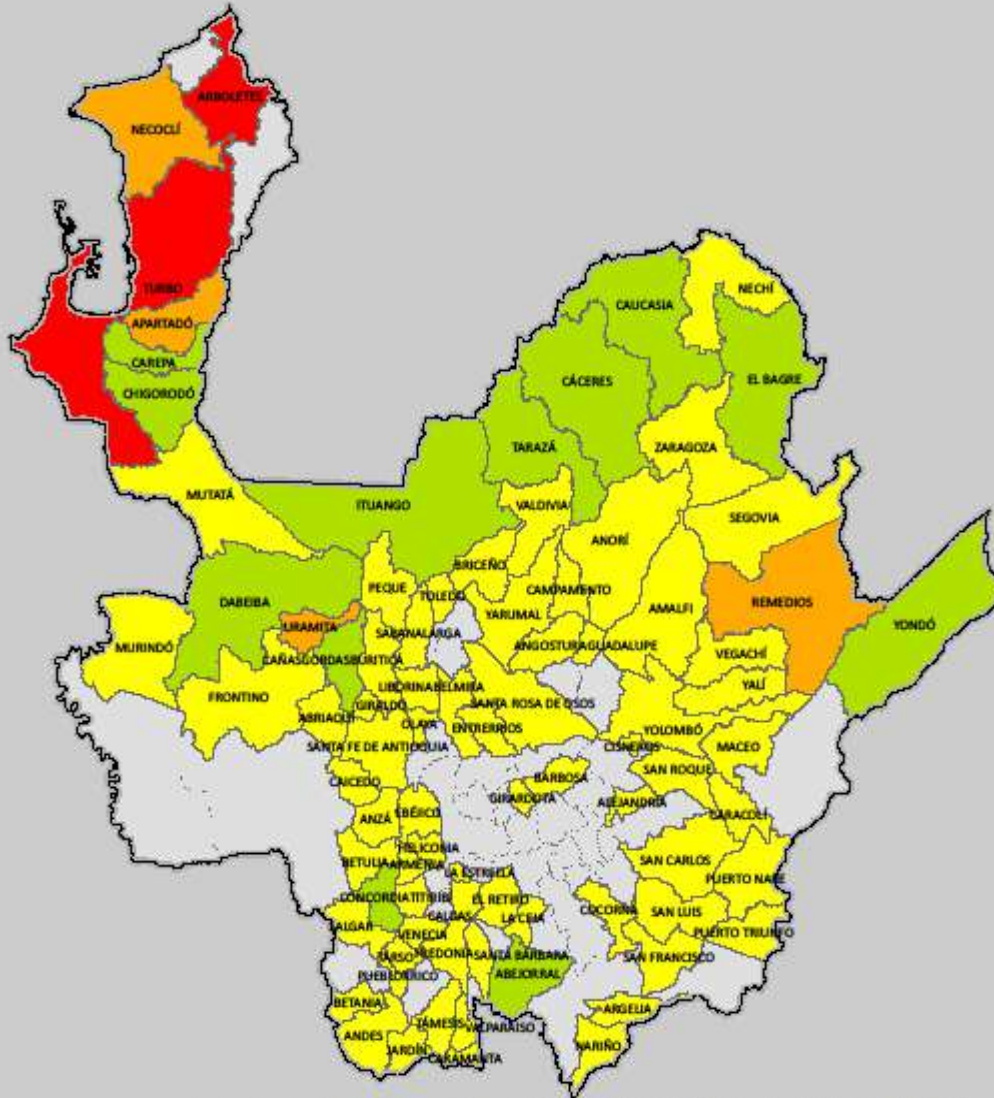 ARBOLETES
NECOCLÍ
TURBO
APARTADÓ
CAREPA
CHIGORODÓ
NECHÍ
CAUCASIA
EL BAGRE
CÁCERES
TARAZÁ
ZARAGOZA
MUTATÁ
ITUANGO
VALDIVIA
SEGOVIA
ANORÍ
BRICEÑO
PEQUE
CAMPAMENTO
DABEIBA
TOLEDO
REMEDIOS
AMALFI
YARUMAL
YONDÓ
URAMITA
SABANALARGA
MURINDÓ
ANGOSTURA GUADALUPE
VEGACHÍ
CAÑASGORDAS BURITICA
YALÍ
LIBORINA BELMIRA
FRONTINO
GIRALDO
SANTA ROSA DE OSOS
ABRIAQUI
OLAYA
ENTRERRIOS
YOLOMBÓ
SANTA FE DE ANTIOQUIA
CISNEROS
MACEO
SAN ROQUE
CAICEDO
BARBOSA
GIRARDOTA
ALEJANDRÍA
ANZÁ
EBÉJICO
CARACOLÍ
HELICONIA
BETULIA ARMENIA
SAN CARLOS
LA ESTRELLA
PUERTO NARE
CONCORDIA TITIRIBÍ
EL RETIRO
COCORNA
SAN LUIS
CALDAS
LA CEJA
SALGAR
VENECIA
PUERTO TRIUNFO
TARSO
FREDONIA
SANTA BÁRBARA
SAN FRANCISCO
PUEBLORRICO
ABEJORRAL
BETANIA
ARGELIA
TÁMESIS
VALPARAISO
ANDES
JARDÍN
NARIÑO
CARAMANTA